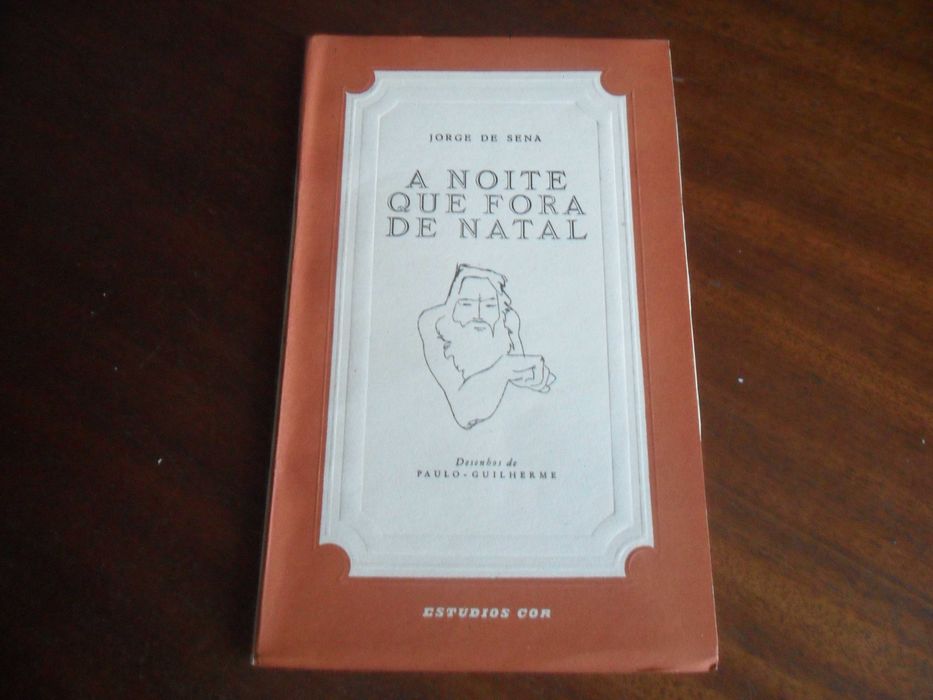 JORGE DE SENA
A NOITE
QUE FORA
DE NATAL
Desenhos de
PAULO-GUILHERME
ESTUDIOS COR